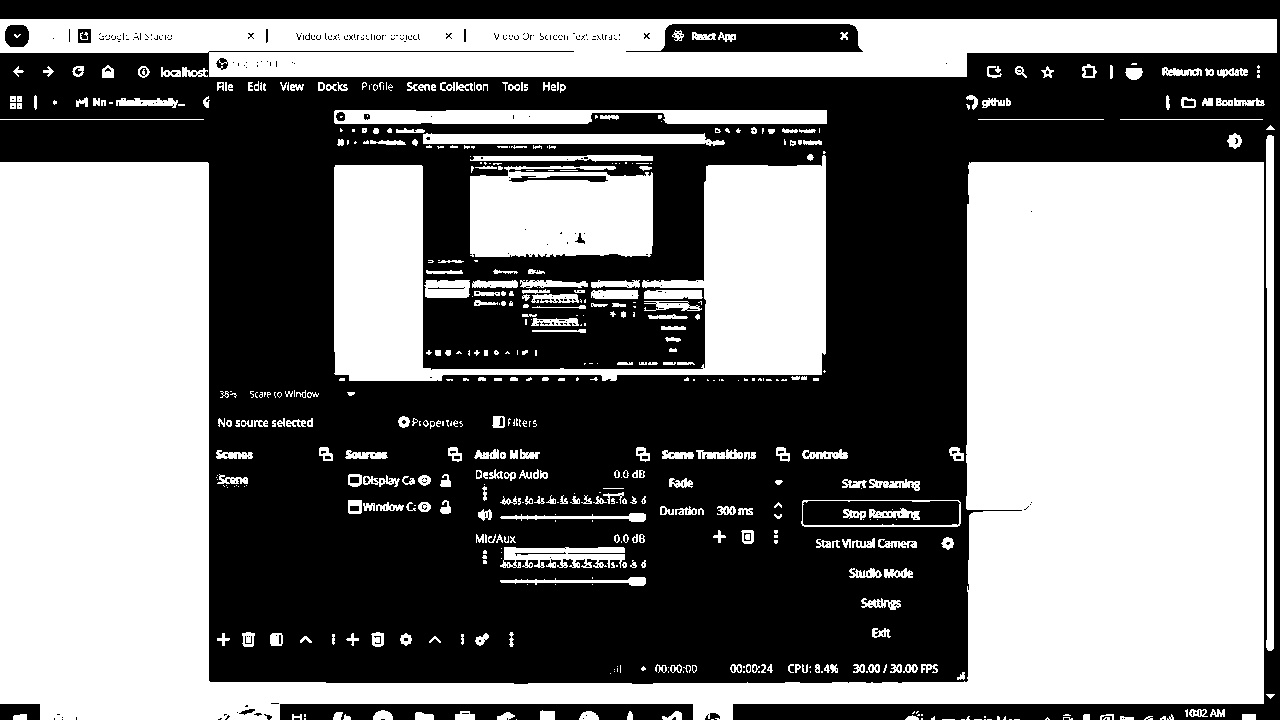 Google AI Studio
Video text extraction project
Video On-Screen Text Extract
React App
localhost:
Relaunch to update
github
All Bookmarks
File Edit View Docks Profile Scene Collection Tools Help
No source selected
Properties
Filters
Scenes
Sources
Audio Mixer
Scene Transitions
Controls
Scene
Display Ca
Window Ca
Desktop Audio 0.0 dB
-60 -55 -50 -45 -40 -35 -30 -25 -20 -15 -10 -5 0
Mic/Aux 0.0 dB
-60 -55 -50 -45 -40 -35 -30 -25 -20 -15 -10 -5 0
Fade
Duration 300 ms
Start Streaming
Stop Recording
Start Virtual Camera
Studio Mode
Settings
Exit
00:00:00 00:00:24 CPU: 8.4% 30.00 / 30.00 FPS
10:02 AM